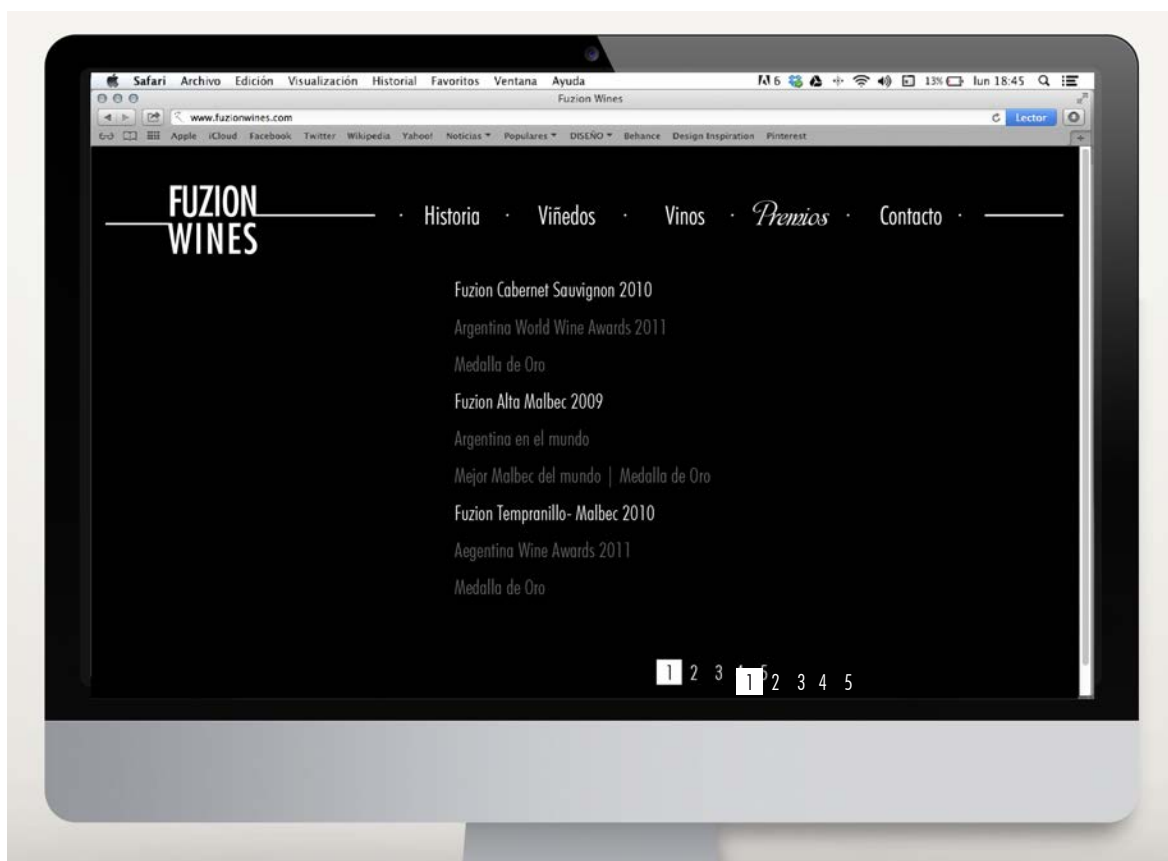 Safari Archivo Edición Visualización Historial Favoritos Ventana Ayuda 6 13% lun 18:45
Fuzion Wines
www.fuzionwines.com Lector
Apple iCloud Facebook Twitter Wikipedia Yahoo! Noticias Populares DISEÑO Behance Design Inspiration Pinterest
FUZION
WINES
· Historia · Viñedos · Vinos · Premios · Contacto ·
Fuzion Cabernet Sauvignon 2010
Argentina World Wine Awards 2011
Medalla de Oro
Fuzion Alta Malbec 2009
Argentina en el mundo
Mejor Malbec del mundo | Medalla de Oro
Fuzion Tempranillo- Malbec 2010
Aegentina Wine Awards 2011
Medalla de Oro
1 2 3 5
1 2 3 4 5